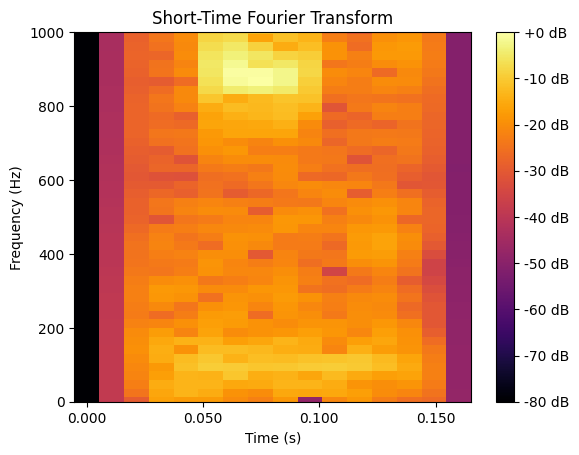 Short-Time Fourier Transform
1000
800
600
400
200
0
Frequency (Hz)
0.000
0.050
0.100
0.150
Time (s)
+0 dB
-10 dB
-20 dB
-30 dB
-40 dB
-50 dB
-60 dB
-70 dB
-80 dB